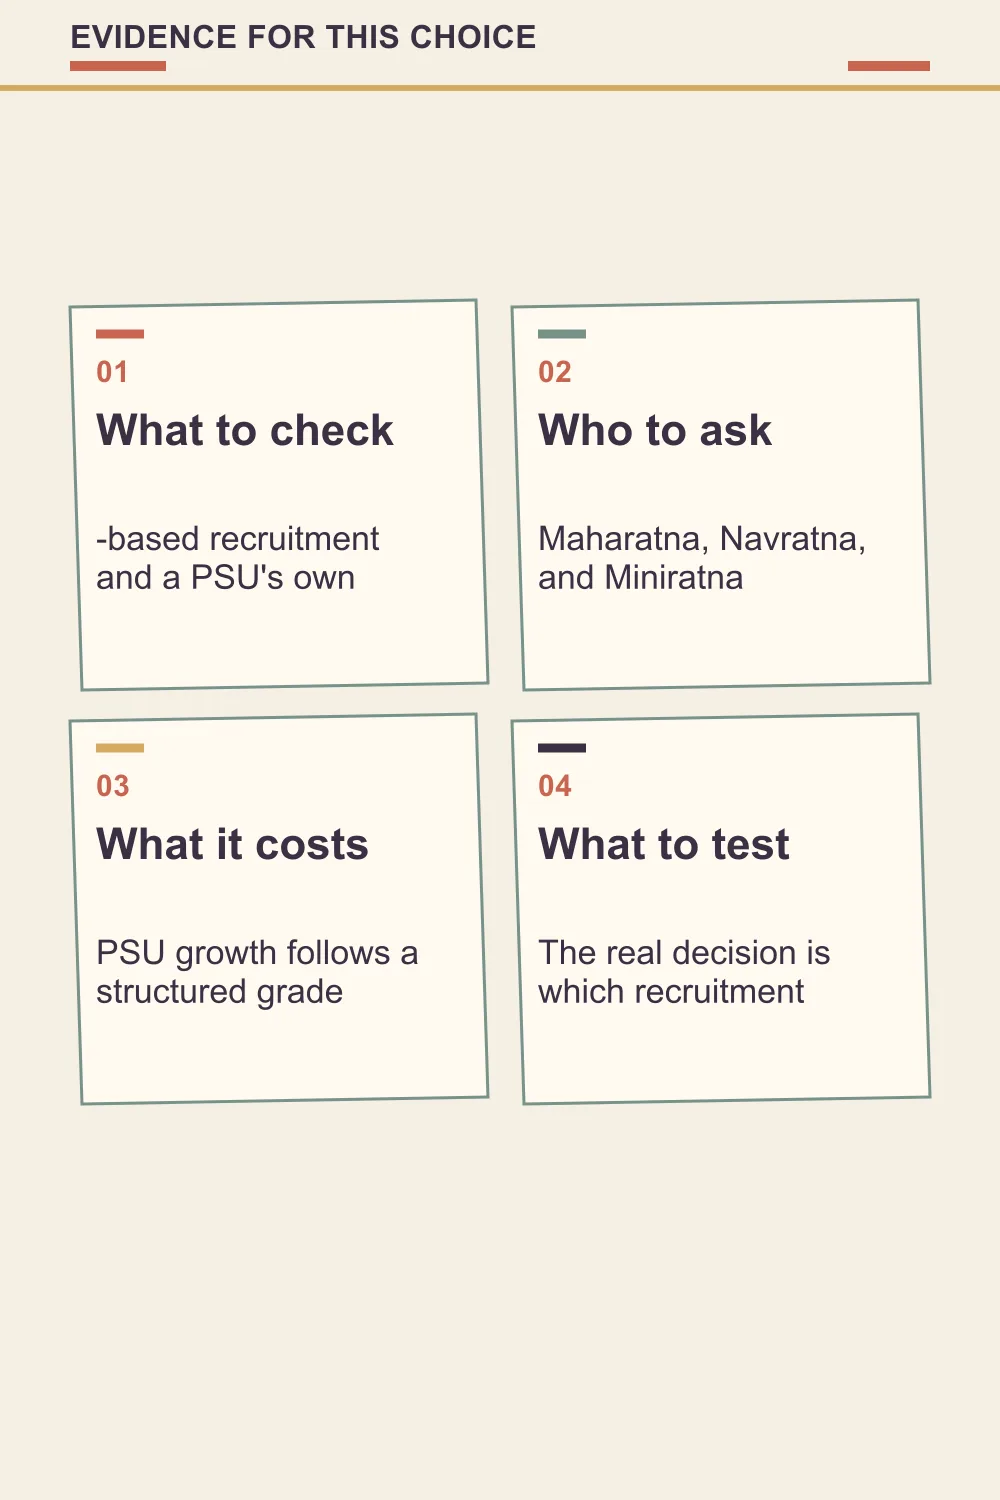 EVIDENCE FOR THIS CHOICE
01
What to check
-based recruitment
and a PSU's own
02
Who to ask
Maharatna, Navratna,
and Miniratna
03
What it costs
PSU growth follows a
structured grade
04
What to test
The real decision is
which recruitment